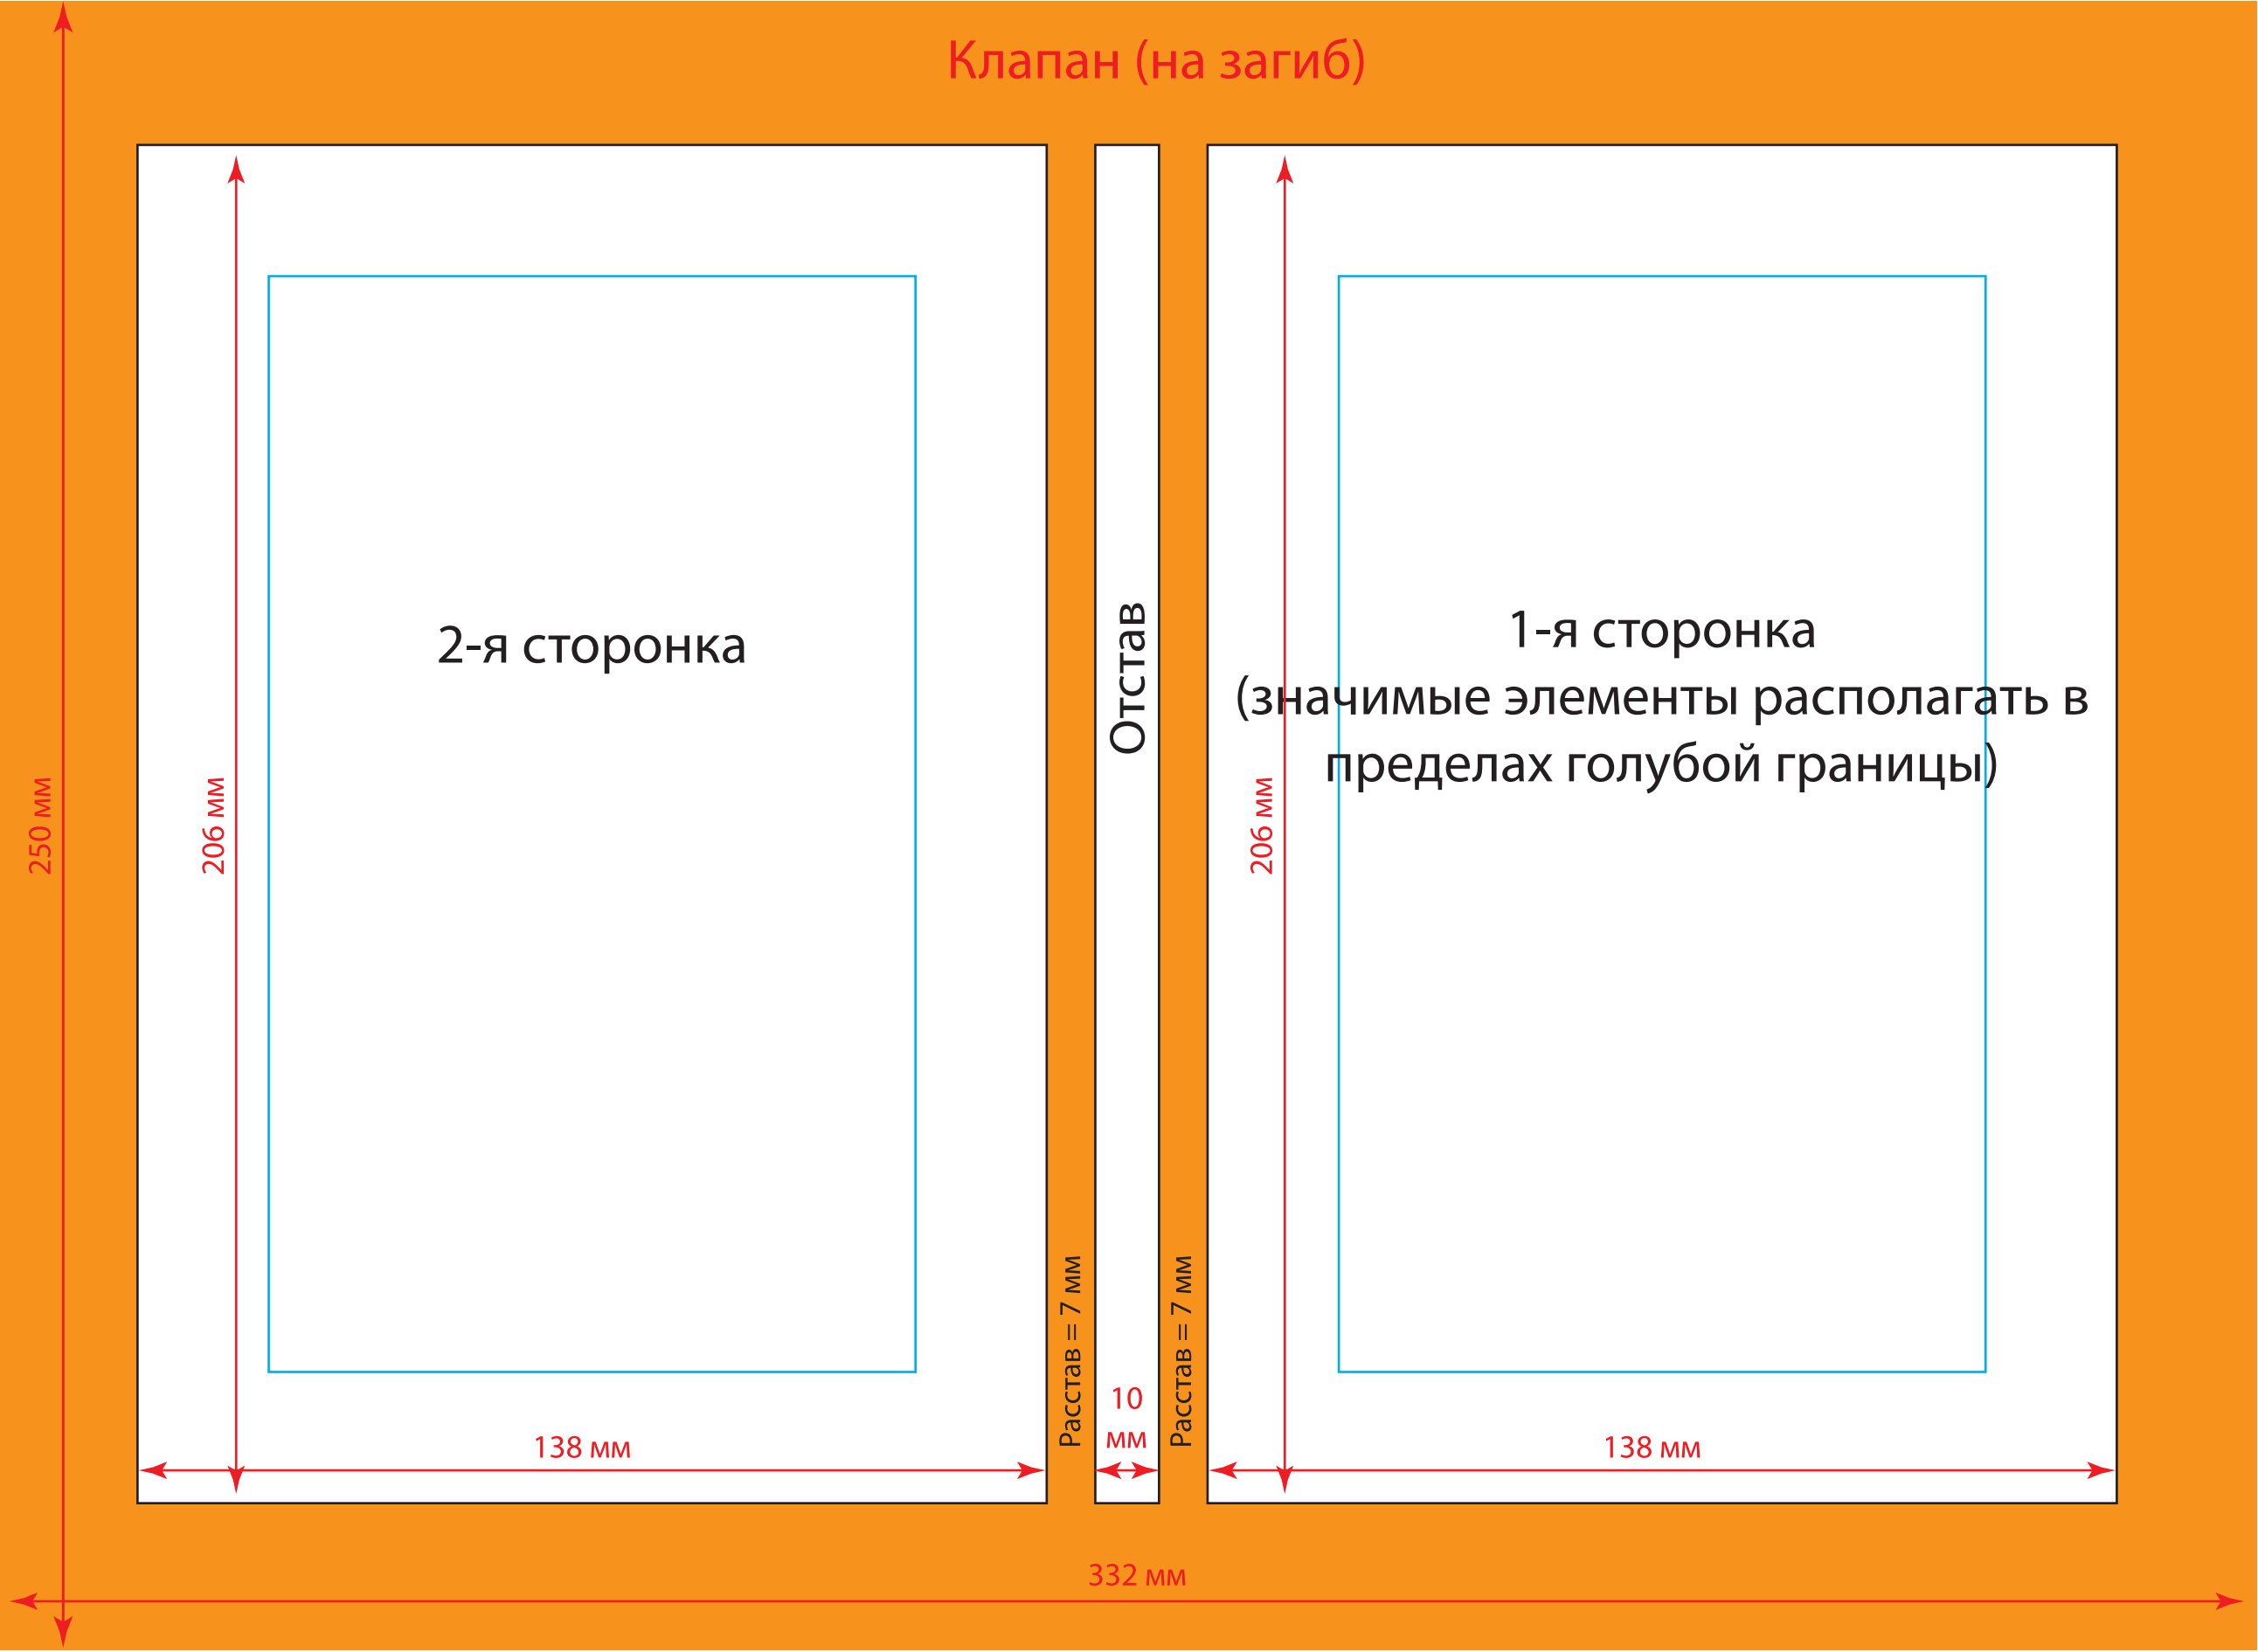 Клапан (на загиб)
250 мм
206 мм
2-я сторонка
138 мм
Расстав = 7 мм
Отстав
10
мм
Расстав = 7 мм
206 мм
1-я сторонка
(значимые элементы располагать в
пределах голубой границы)
138 мм
332 мм